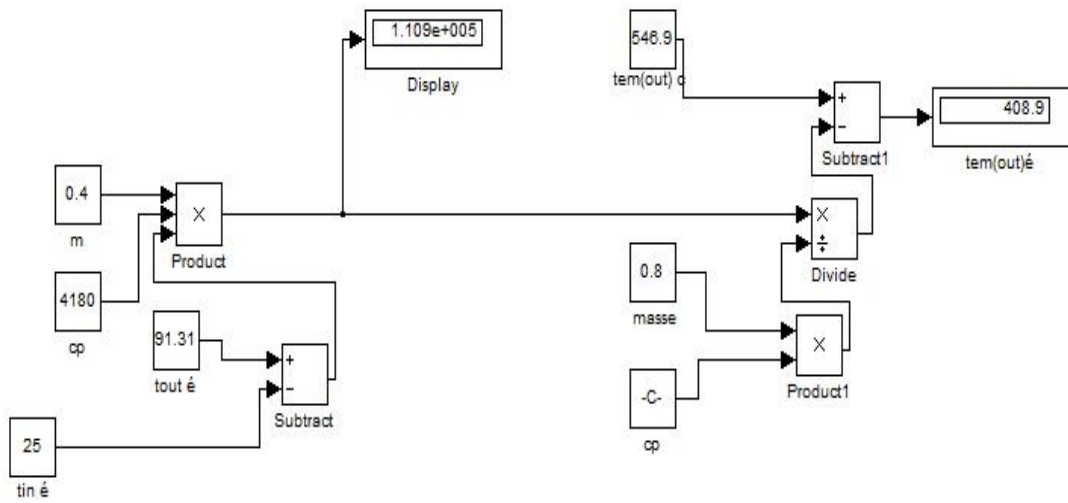 1.109e+005
Display
546.9
tem(out) c
+
−
Subtract1
408.9
tem(out)é
0.4
m
×
Product
×
÷
Divide
4180
cp
0.8
masse
91.31
tout é
+
−
Subtract
×
Product1
-C-
cp
25
tin é